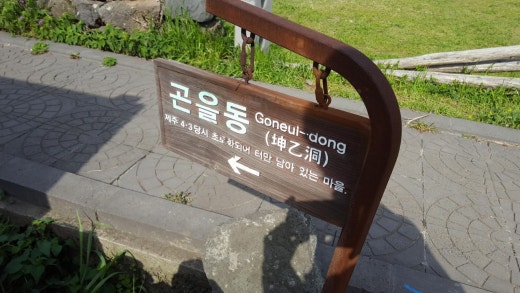 곤을동 Goneul-dong
(坤乙洞)
제주 4·3 당시 초토화되어 터만 남아 있는 마을.